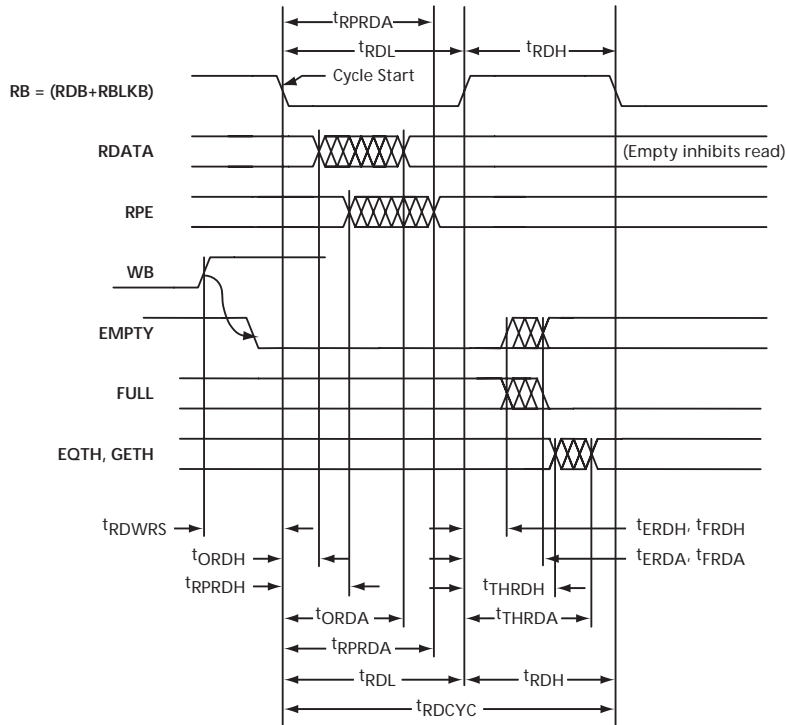 tRPRDA
tRDL
tRDH
Cycle Start
RB = (RDB+RBLKB)
RDATA
(Empty inhibits read)
RPE
WB
EMPTY
FULL
EQTH, GETH
tRDWRS
tERDH, tFRDH
tORDH
tERDA, tFRDA
tRPRDH
tTHRDH
tORDA
tTHRDA
tRPRDA
tRDL
tRDH
tRDCYC